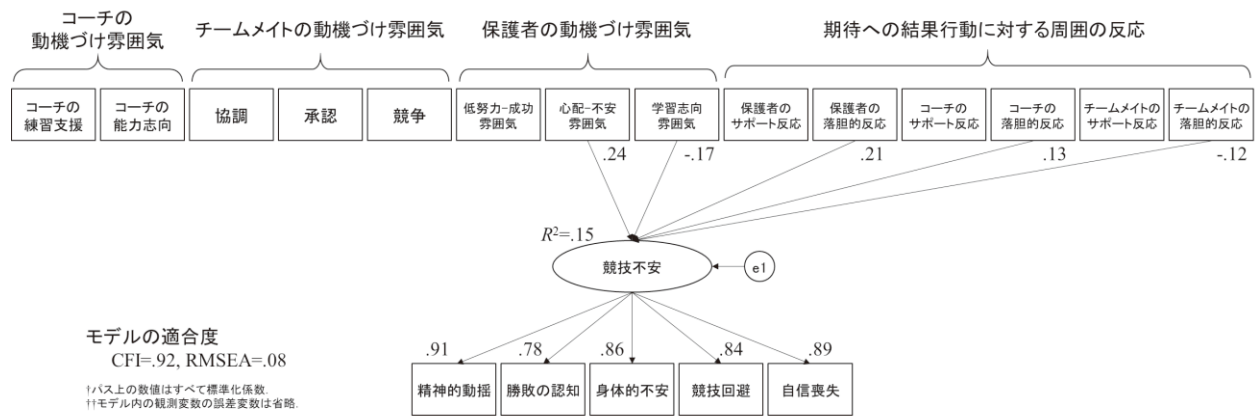 コーチの
動機づけ雰囲気
チームメイトの動機づけ雰囲気
保護者の動機づけ雰囲気
期待への結果行動に対する周囲の反応
コーチの
練習支援
コーチの
能力志向
協調
承認
競争
低努力-成功
雰囲気
心配-不安
雰囲気
学習志向
雰囲気
保護者の
サポート反応
保護者の
落胆的反応
コーチの
サポート反応
コーチの
落胆的反応
チームメイトの
サポート反応
チームメイトの
落胆的反応
.24
-.17
.21
.13
-.12
R²=.15
競技不安
e1
モデルの適合度
CFI=.92, RMSEA=.08
†パス上の数値はすべて標準化係数.
††モデル内の観測変数の誤差変数は省略.
.91
.78
.86
.84
.89
精神的動揺
勝敗の認知
身体的不安
競技回避
自信喪失